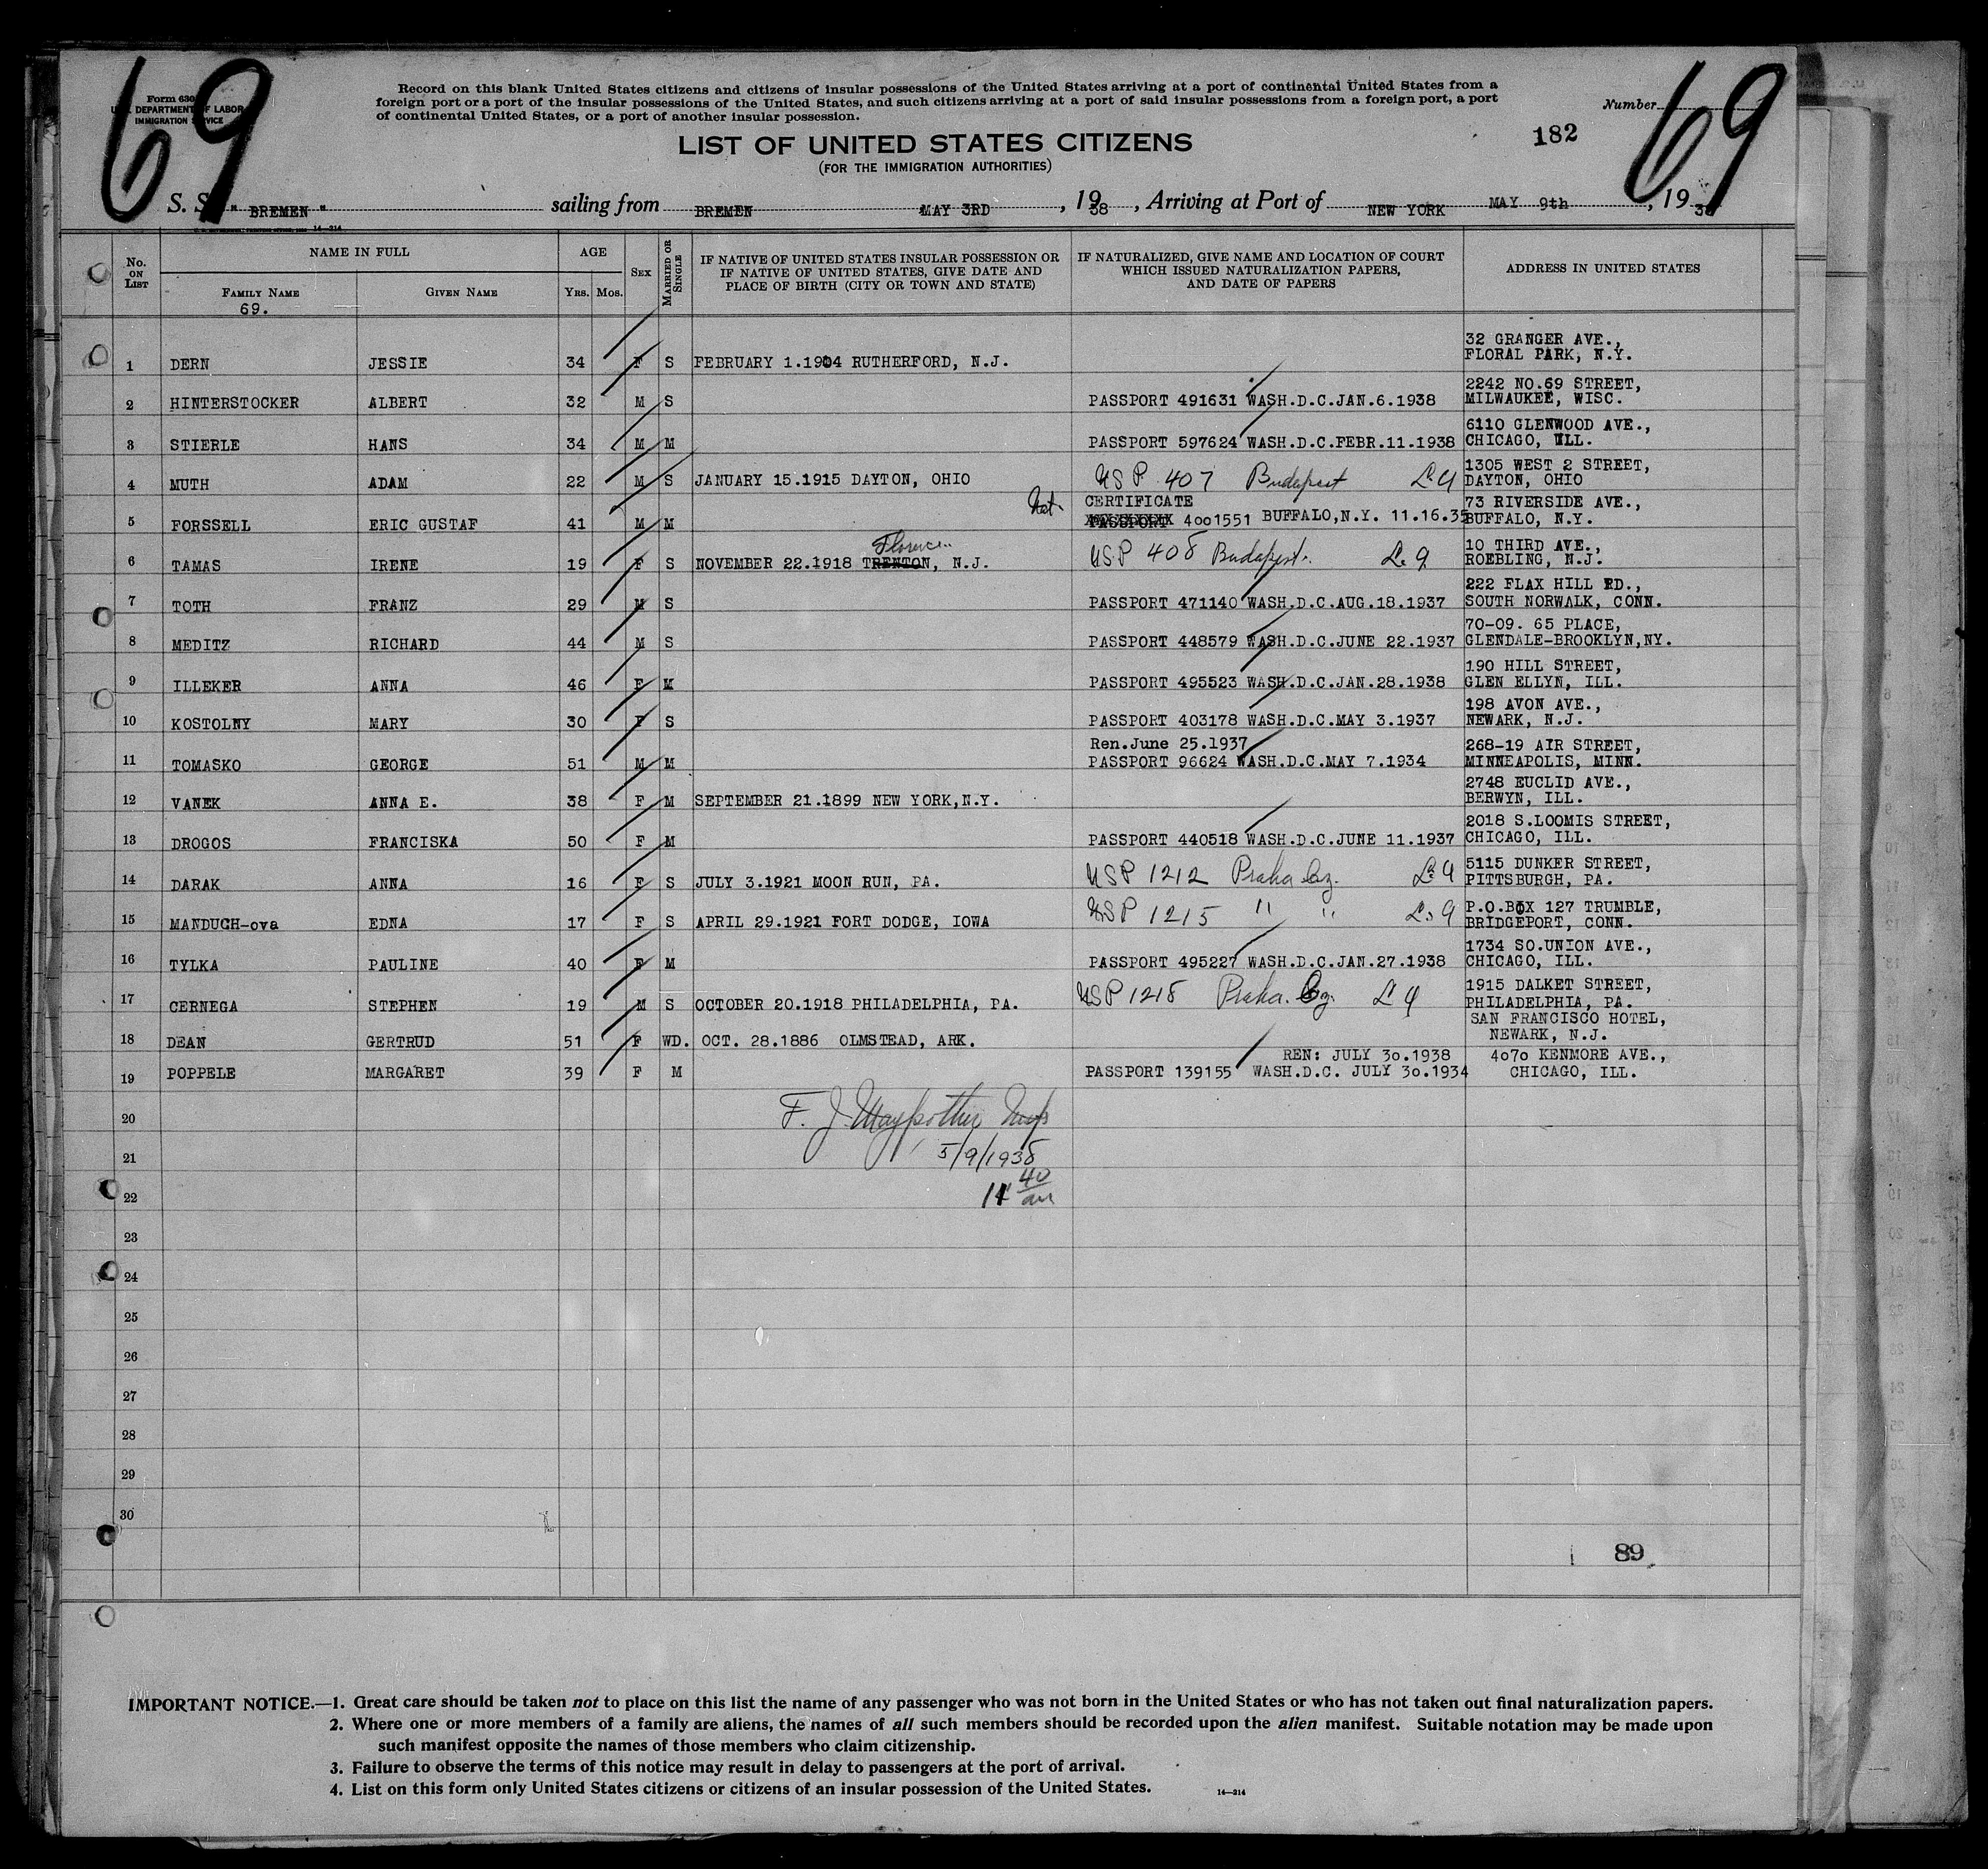 69
69
Form 630
U.S. DEPARTMENT OF LABOR
IMMIGRATION SERVICE
Record on this blank United States citizens and citizens of insular possessions of the United States arriving at a port of continental United States from a
foreign port or a port of the insular possessions of the United States, and such citizens arriving at a port of said insular possessions from a foreign port, a port
of continental United States, or a port of another insular possession.
Number
182
LIST OF UNITED STATES CITIZENS
(FOR THE IMMIGRATION AUTHORITIES)
S. S. " BREMEN " sailing from BREMEN MAY 3RD, 1938, Arriving at Port of NEW YORK MAY 9th, 1938
14—214
No. ON LIST NAME IN FULL AGE SEX MARRIED OR SINGLE IF NATIVE OF UNITED STATES INSULAR POSSESSION OR IF NATIVE OF UNITED STATES, GIVE DATE AND PLACE OF BIRTH (CITY OR TOWN AND STATE) IF NATURALIZED, GIVE NAME AND LOCATION OF COURT WHICH ISSUED NATURALIZATION PAPERS, AND DATE OF PAPERS ADDRESS IN UNITED STATES
FAMILY NAME GIVEN NAME YRS. MOS.
69.
1 DERN JESSIE 34 F S FEBRUARY 1.1904 RUTHERFORD, N.J. 32 GRANGER AVE., FLORAL PARK, N.Y.
2 HINTERSTOCKER ALBERT 32 M S PASSPORT 491631 WASH.D.C.JAN.6.1938 2242 NO.69 STREET, MILWAUKEE, WISC.
3 STIERLE HANS 34 M M PASSPORT 597624 WASH.D.C.FEBR.11.1938 6110 GLENWOOD AVE., CHICAGO, ILL.
4 MUTH ADAM 22 M S JANUARY 15.1915 DAYTON, OHIO USP 407 Budapest 1305 WEST 2 STREET, DAYTON, OHIO
5 FORSSELL ERIC GUSTAF 41 M M Nat. CERTIFICATE PASSPORT 4001551 BUFFALO,N.Y. 11.16.35 73 RIVERSIDE AVE., BUFFALO, N.Y.
6 TAMAS IRENE 19 F S NOVEMBER 22.1918 TRENTON, Florence N.J. USP 408 Budapest. 10 THIRD AVE., ROEBLING, N.J.
7 TOTH FRANZ 29 M S PASSPORT 471140 WASH.D.C.AUG.18.1937 222 FLAX HILL RD., SOUTH NORWALK, CONN.
8 MEDITZ RICHARD 44 M S PASSPORT 448579 WASH.D.C.JUNE 22.1937 70-09. 65 PLACE, GLENDALE-BROOKLYN,NY.
9 ILLEKER ANNA 46 F M PASSPORT 495523 WASH.D.C.JAN.28.1938 190 HILL STREET, GLEN ELLYN, ILL.
10 KOSTOLNY MARY 30 F S PASSPORT 403178 WASH.D.C.MAY 3.1937 198 AVON AVE., NEWARK, N.J.
11 TOMASKO GEORGE 51 M M Ren.June 25.1937 PASSPORT 96624 WASH.D.C.MAY 7.1934 268-19 AIR STREET, MINNEAPOLIS, MINN.
12 VANEK ANNA E. 38 F M SEPTEMBER 21.1899 NEW YORK,N.Y. 2748 EUCLID AVE., BERWYN, ILL.
13 DROGOS FRANCISKA 50 F M PASSPORT 440518 WASH.D.C.JUNE 11.1937 2018 S.LOOMIS STREET, CHICAGO, ILL.
14 DARAK ANNA 16 F S JULY 3.1921 MOON RUN, PA. USP 1212 Praha Cz. 5115 DUNKER STREET, PITTSBURGH, PA.
15 MANDUCH-ova EDNA 17 F S APRIL 29.1921 FORT DODGE, IOWA USP 1215 " " P.O.BOX 127 TRUMBLE, BRIDGEPORT, CONN.
16 TYLKA PAULINE 40 F M PASSPORT 495227 WASH.D.C.JAN.27.1938 1734 SO.UNION AVE., CHICAGO, ILL.
17 CERNEGA STEPHEN 19 M S OCTOBER 20.1918 PHILADELPHIA, PA. USP 1218 Praha. Cz. 1915 DALKET STREET, PHILADELPHIA, PA.
18 DEAN GERTRUD 51 F WD. OCT. 28.1886 OLMSTEAD, ARK. SAN FRANCISCO HOTEL, NEWARK, N.J.
19 POPPELE MARGARET 39 F M REN: JULY 30.1938 PASSPORT 139155 WASH.D.C. JULY 30.1934 4070 KENMORE AVE., CHICAGO, ILL.
20 F. J.
21 5/9/1938
22 11 40 am
23
24
25
26
27
28
29
30
89
IMPORTANT NOTICE.—1. Great care should be taken not to place on this list the name of any passenger who was not born in the United States or who has not taken out final naturalization papers.
2. Where one or more members of a family are aliens, the names of all such members should be recorded upon the alien manifest. Suitable notation may be made upon
such manifest opposite the names of those members who claim citizenship.
3. Failure to observe the terms of this notice may result in delay to passengers at the port of arrival.
4. List on this form only United States citizens or citizens of an insular possession of the United States.
14—214